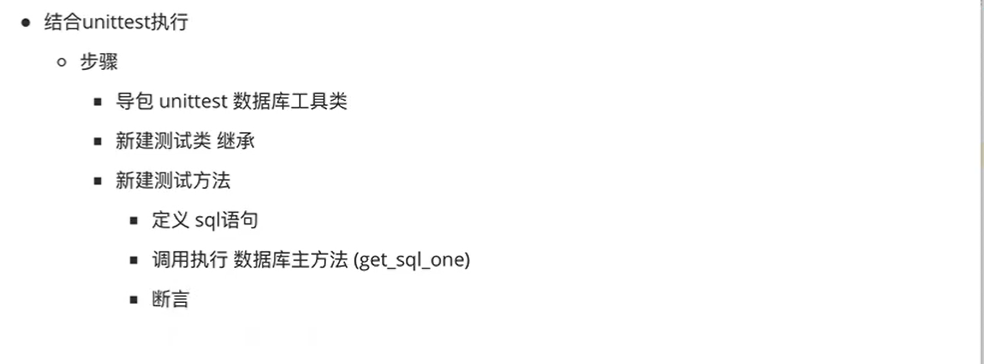 结合unittest执行
步骤
导包 unittest 数据库工具类
新建测试类 继承
新建测试方法
定义 sql语句
调用执行 数据库主方法 (get_sql_one)
断言